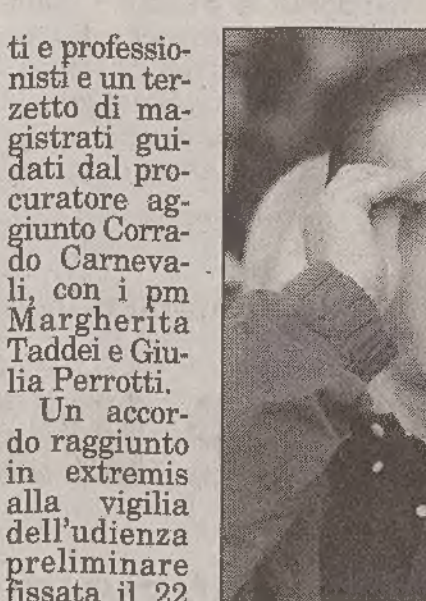 ti e professio-
nisti e un ter-
zetto di ma-
gistrati gui-
dati dal pro-
curatore ag-
giunto Corra-
do Carneva-
li, con i pm
Margherita
Taddei e Giu-
lia Perrotti.
Un accor-
do raggiunto
in extremis
alla vigilia
dell'udienza
preliminare
fissata il 22